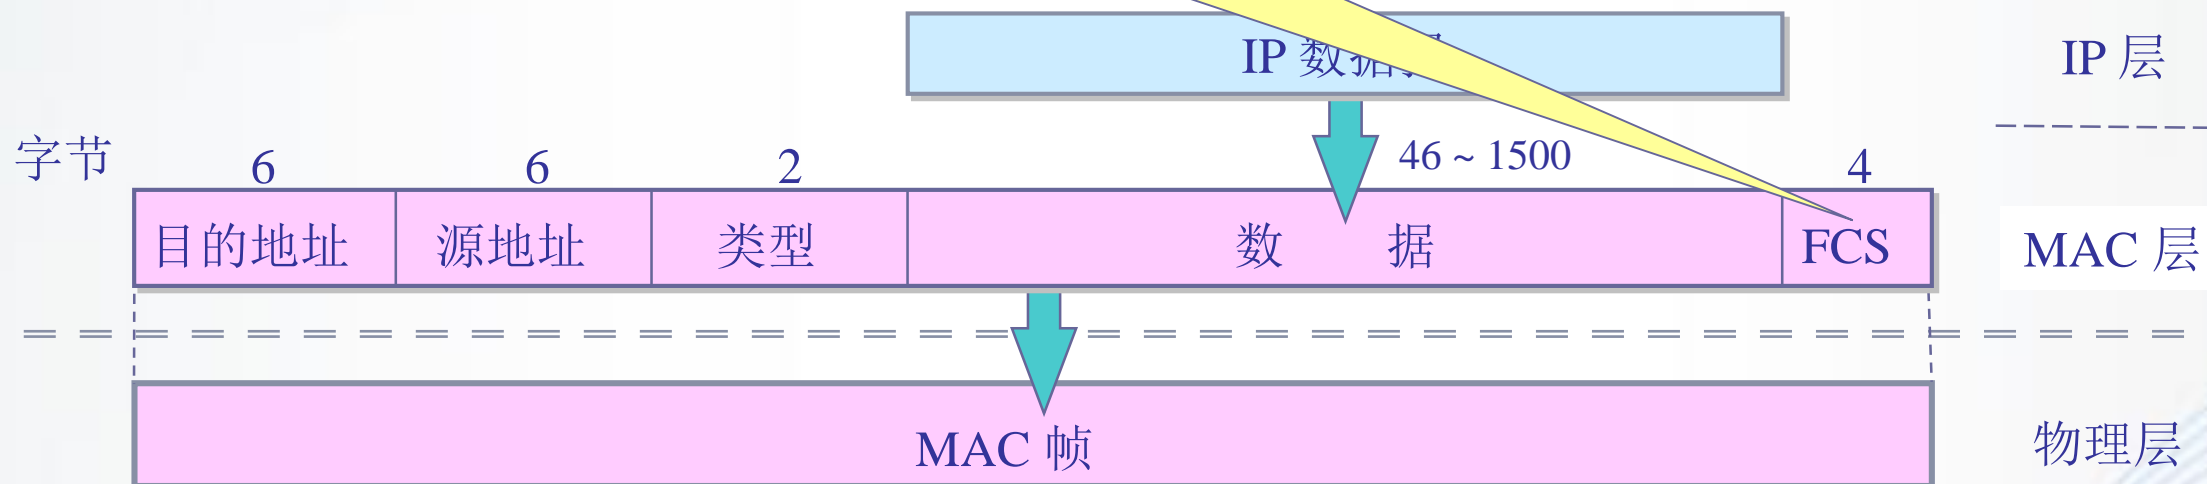 IP 数据 IP 层
字节 6 6 2 46 ~ 1500 4
目的地址 源地址 类型 数 据 FCS MAC 层
MAC 帧 物理层